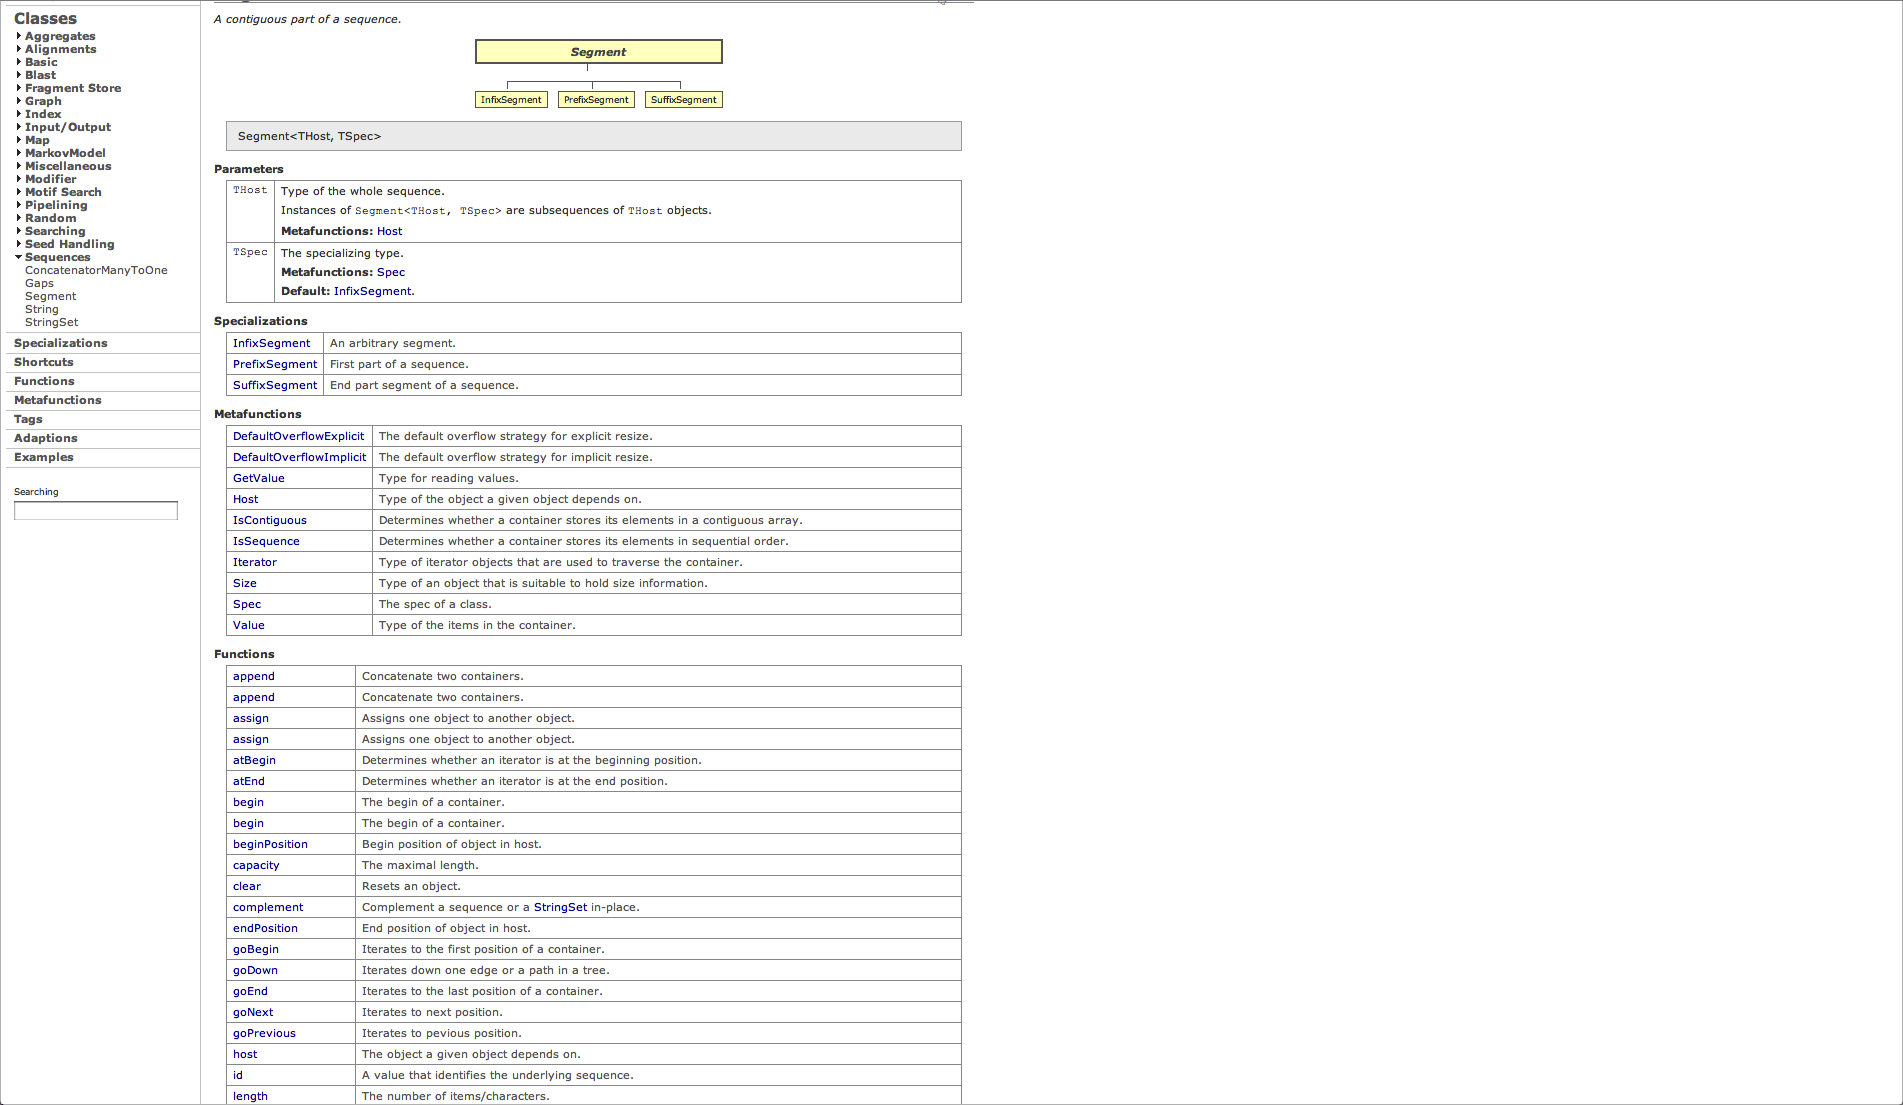 Classes
Aggregates
Alignments
Basic
Blast
Fragment Store
Graph
Index
Input/Output
Map
MarkovModel
Miscellaneous
Modifier
Motif Search
Pipelining
Random
Searching
Seed Handling
Sequences
ConcatenatorManyToOne
Gaps
Segment
String
StringSet
Specializations
Shortcuts
Functions
Metafunctions
Tags
Adaptions
Examples
Searching
A contiguous part of a sequence.
Segment
InfixSegment PrefixSegment SuffixSegment
Segment<THost, TSpec>
Parameters
THost Type of the whole sequence.
Instances of Segment<THost, TSpec> are subsequences of THost objects.
Metafunctions: Host
TSpec The specializing type.
Metafunctions: Spec
Default: InfixSegment.
Specializations
InfixSegment An arbitrary segment.
PrefixSegment First part of a sequence.
SuffixSegment End part segment of a sequence.
Metafunctions
DefaultOverflowExplicit The default overflow strategy for explicit resize.
DefaultOverflowImplicit The default overflow strategy for implicit resize.
GetValue Type for reading values.
Host Type of the object a given object depends on.
IsContiguous Determines whether a container stores its elements in a contiguous array.
IsSequence Determines whether a container stores its elements in sequential order.
Iterator Type of iterator objects that are used to traverse the container.
Size Type of an object that is suitable to hold size information.
Spec The spec of a class.
Value Type of the items in the container.
Functions
append Concatenate two containers.
append Concatenate two containers.
assign Assigns one object to another object.
assign Assigns one object to another object.
atBegin Determines whether an iterator is at the beginning position.
atEnd Determines whether an iterator is at the end position.
begin The begin of a container.
begin The begin of a container.
beginPosition Begin position of object in host.
capacity The maximal length.
clear Resets an object.
complement Complement a sequence or a StringSet in-place.
endPosition End position of object in host.
goBegin Iterates to the first position of a container.
goDown Iterates down one edge or a path in a tree.
goEnd Iterates to the last position of a container.
goNext Iterates to next position.
goPrevious Iterates to pevious position.
host The object a given object depends on.
id A value that identifies the underlying sequence.
length The number of items/characters.